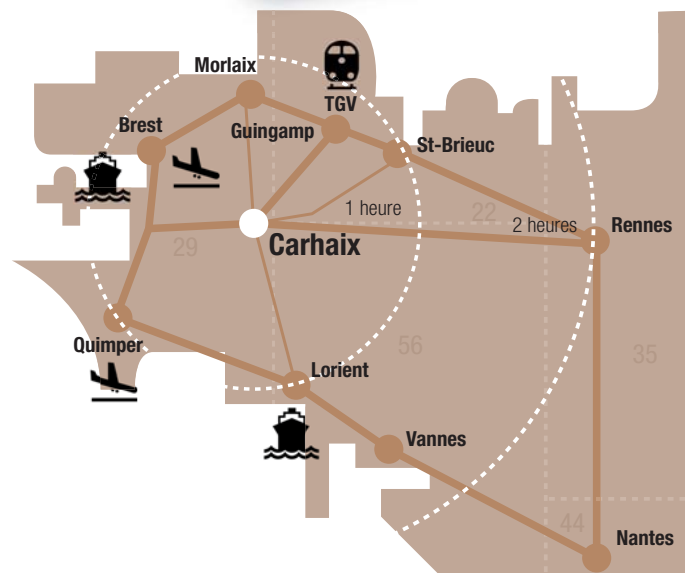 Morlaix
TGV
Brest
Guingamp
St-Brieuc
1 heure
22
2 heures
Rennes
Carhaix
29
Quimper
56
35
Lorient
Vannes
44
Nantes